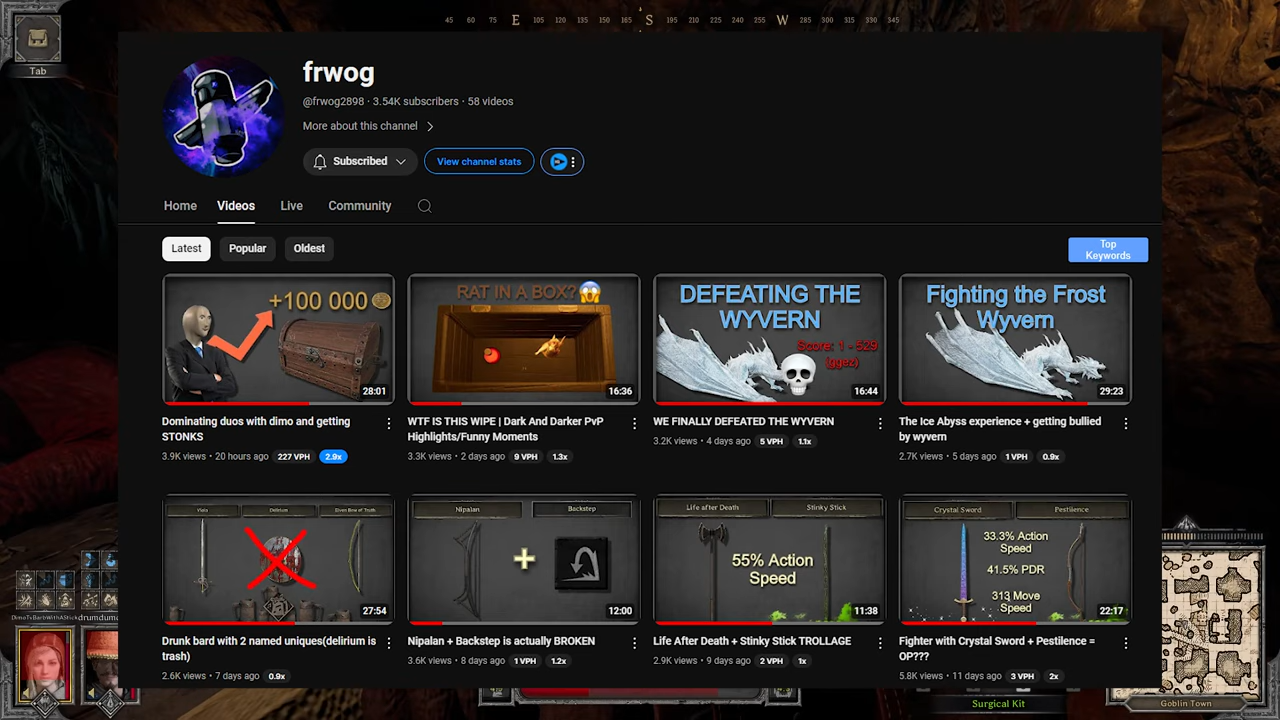 45 60 75 E 105 120 135 150 165 S 195 210 225 240 255 W 285 300 315 330 345
Tab
frwog
@frwog2898 · 3.54K subscribers · 58 videos
More about this channel
Subscribed
View channel stats
Home Videos Live Community
Latest Popular Oldest
Top
Keywords
+100 000
28:01
Dominating duos with dimo and getting
STONKS
3.9K views · 20 hours ago 227 VPH 2.9x
RAT IN A BOX?
16:36
WTF IS THIS WIPE | Dark And Darker PvP
Highlights/Funny Moments
3.3K views · 2 days ago 9 VPH 1.3x
DEFEATING THE
WYVERN
Score: 1 - 529
(ggez)
16:44
WE FINALLY DEFEATED THE WYVERN
3.2K views · 4 days ago 5 VPH 1.1x
Fighting the Frost
Wyvern
29:23
The Ice Abyss experience + getting bullied
by wyvern
2.7K views · 5 days ago 1 VPH 0.9x
Delirium
Elven Bow of Truth
27:54
Drunk bard with 2 named uniques(delirium is
trash)
2.6K views · 7 days ago 0.9x
Nipalan
Backstep
+
12:00
Nipalan + Backstep is actually BROKEN
3.6K views · 8 days ago 1 VPH 1.2x
Life after Death
Stinky Stick
55% Action
Speed
11:38
Life After Death + Stinky Stick TROLLAGE
2.9K views · 9 days ago 2 VPH 1x
Crystal Sword
Pestilence
33.3% Action
Speed
41.5% PDR
313 Move
Speed
22:17
Fighter with Crystal Sword + Pestilence =
OP???
5.8K views · 11 days ago 3 VPH 2x
Surgical Kit
Goblin Town